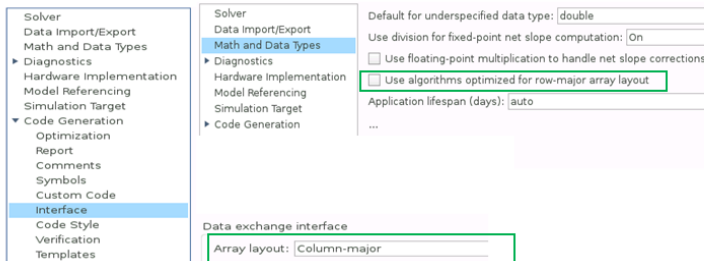 Solver
Data Import/Export
Math and Data Types
Diagnostics
Hardware Implementation
Model Referencing
Simulation Target
Code Generation
Optimization
Report
Comments
Symbols
Custom Code
Interface
Code Style
Verification
Templates
Solver
Data Import/Export
Math and Data Types
Diagnostics
Hardware Implementation
Model Referencing
Simulation Target
Code Generation
Default for underspecified data type: double
Use division for fixed-point net slope computation: On
Use floating-point multiplication to handle net slope corrections
Use algorithms optimized for row-major array layout
Application lifespan (days): auto
...
Data exchange interface
Array layout: Column-major